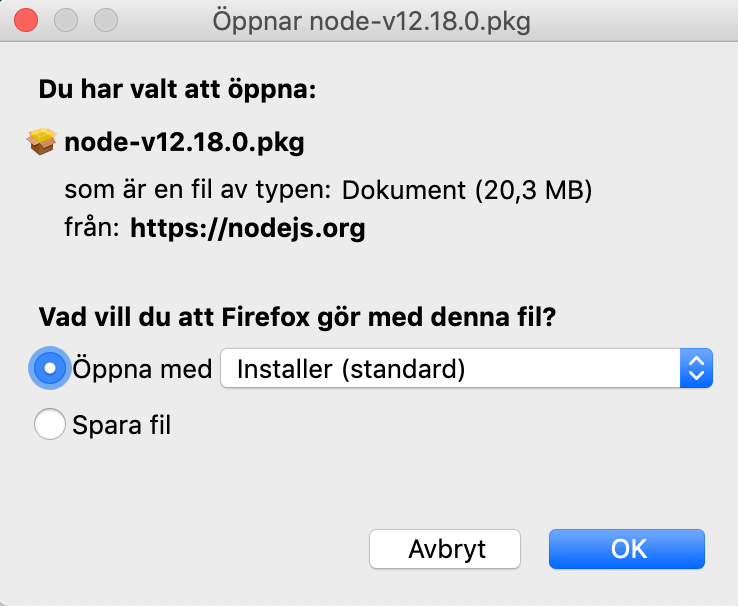 Öppnar node-v12.18.0.pkg
Du har valt att öppna:
node-v12.18.0.pkg
som är en fil av typen: Dokument (20,3 MB)
från: https://nodejs.org
Vad vill du att Firefox gör med denna fil?
Öppna med Installer (standard)
Spara fil
Avbryt OK